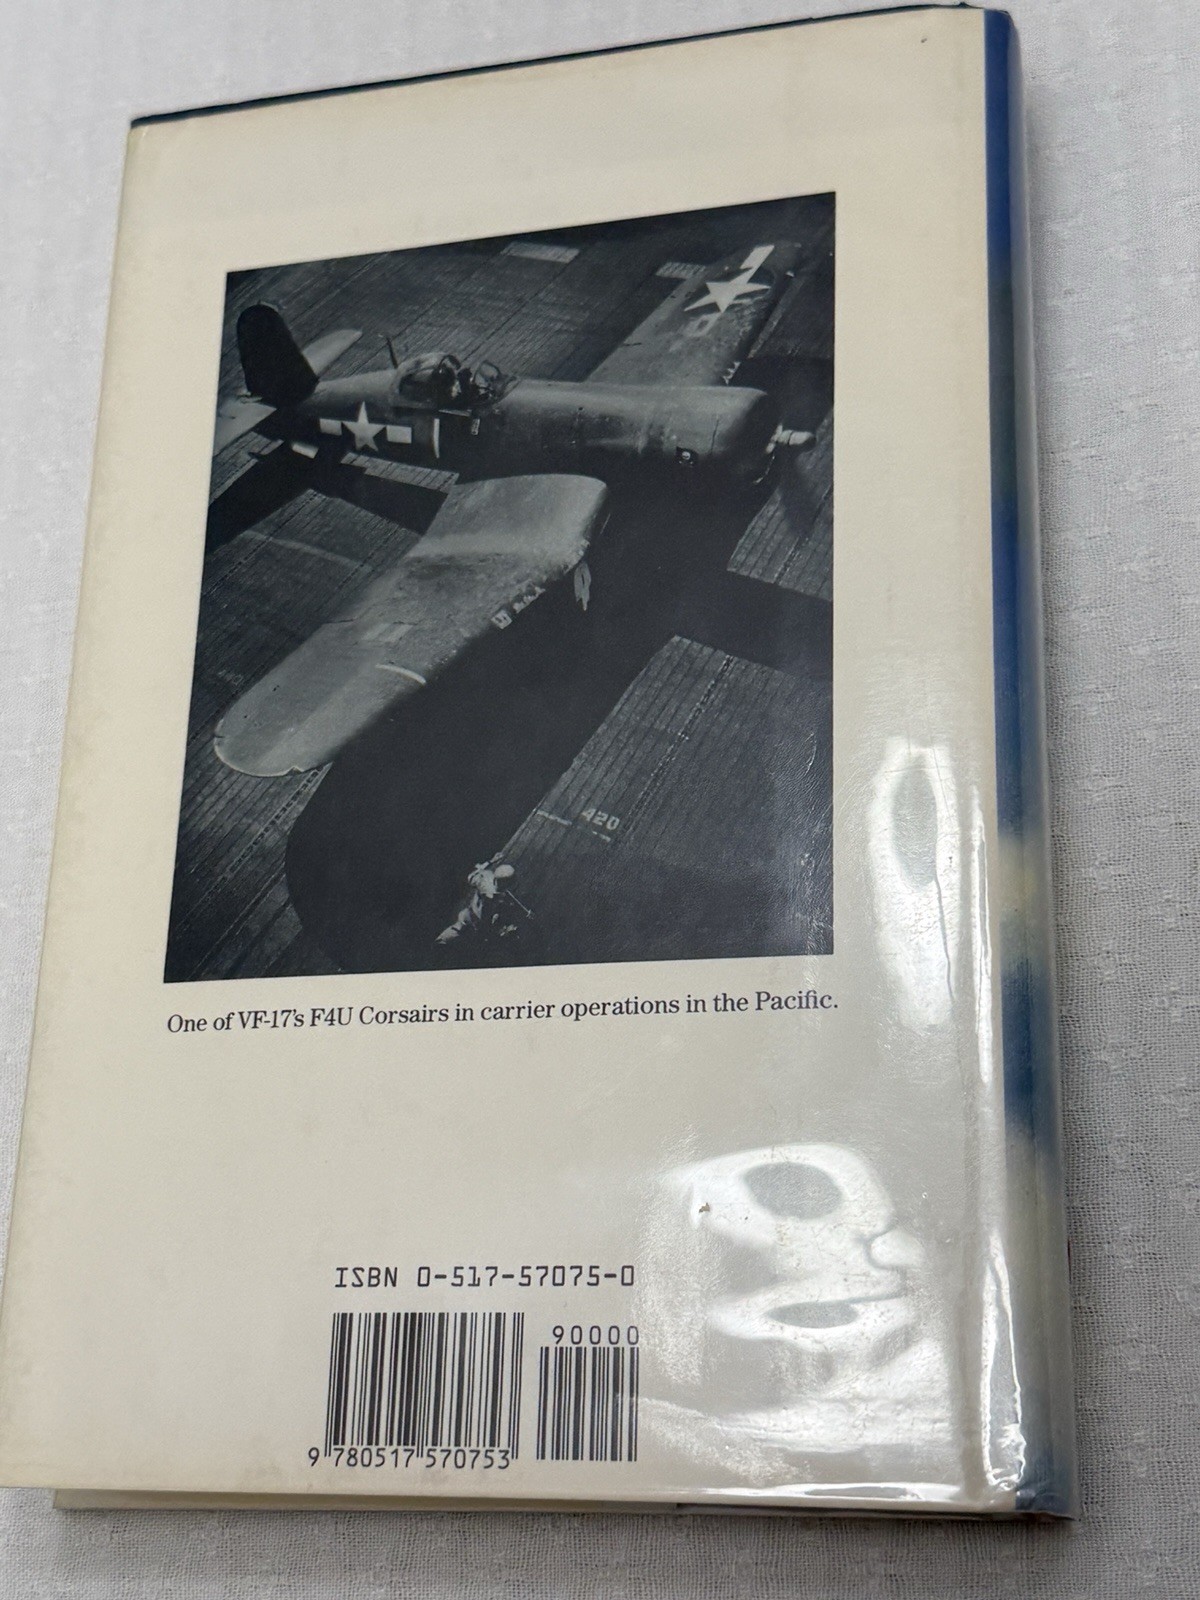 420
One of VF-17's F4U Corsairs in carrier operations in the Pacific.
ISBN 0-517-57075-0
90000
9 780517 570753